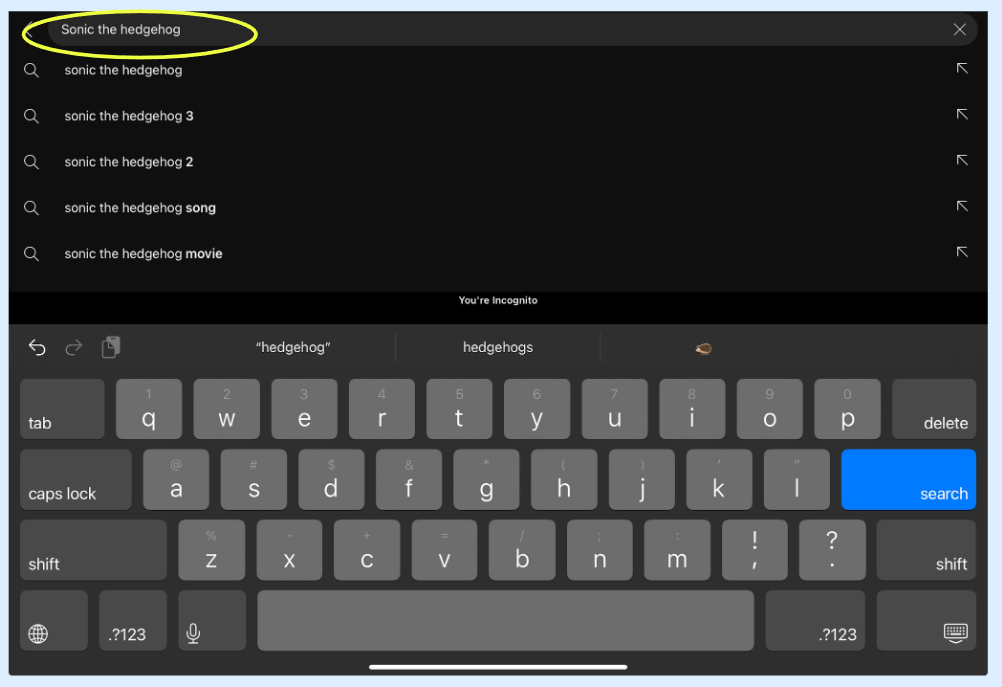 Sonic the hedgehog
sonic the hedgehog
sonic the hedgehog 3
sonic the hedgehog 2
sonic the hedgehog song
sonic the hedgehog movie
You're Incognito
“hedgehog” hedgehogs
1 2 3 4 5 6 7 8 9 0
tab q w e r t y u i o p delete
@ # $ & * ( ) ' "
caps lock a s d f g h j k l search
% - + = / ; : ! ?
shift z x c v b n m , . shift
.?123 .?123